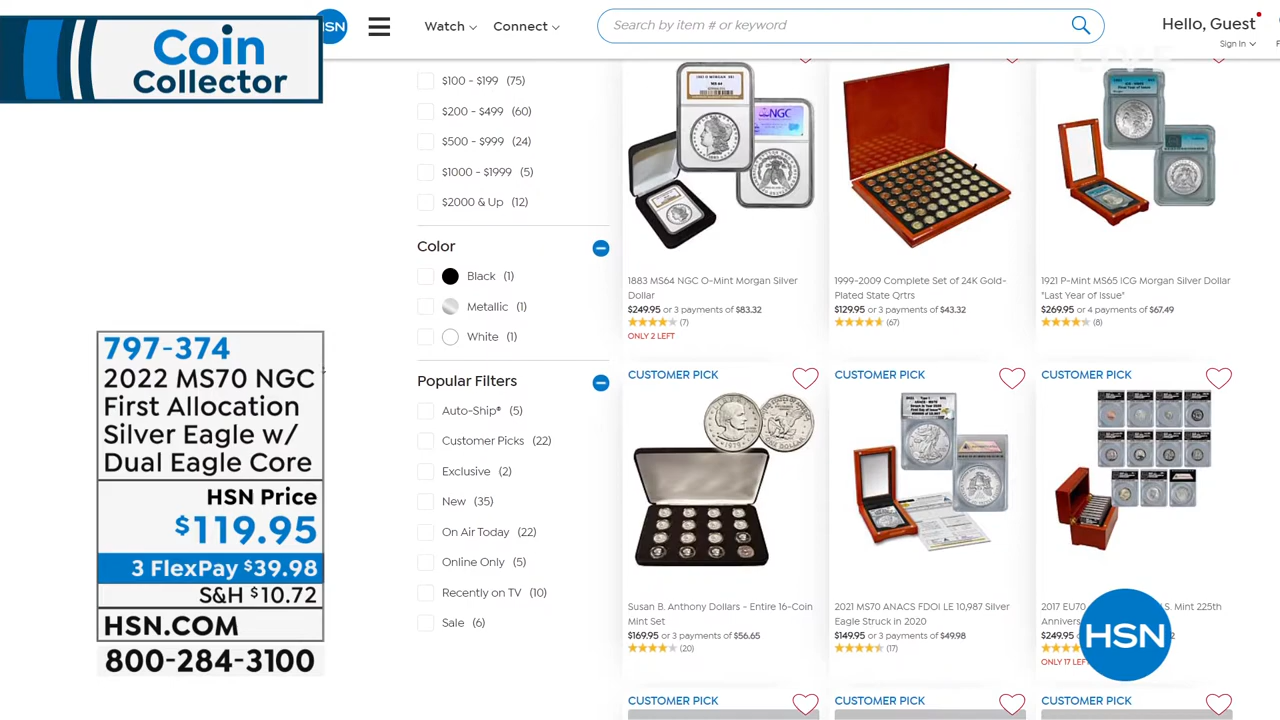 Coin
Collector
HSN
Watch
Connect
Search by item # or keyword
Hello, Guest
Sign In
LIVE
$100 - $199 (75)
$200 - $499 (60)
$500 - $999 (24)
$1000 - $1999 (5)
$2000 & Up (12)
Color
Black (1)
Metallic (1)
White (1)
Popular Filters
Auto-Ship® (5)
Customer Picks (22)
Exclusive (2)
New (35)
On Air Today (22)
Online Only (5)
Recently on TV (10)
Sale (6)
NGC
1883 MS64 NGC O-Mint Morgan Silver
Dollar
$249.95 or 3 payments of $83.32
(7)
ONLY 2 LEFT
1999-2009 Complete Set of 24K Gold-
Plated State Qrtrs
$129.95 or 3 payments of $43.32
(67)
1921 P-Mint MS65 ICG Morgan Silver Dollar
"Last Year of Issue"
$269.95 or 4 payments of $67.49
(8)
CUSTOMER PICK
Susan B. Anthony Dollars - Entire 16-Coin
Mint Set
$169.95 or 3 payments of $56.65
(20)
CUSTOMER PICK
2021 MS70 ANACS FDOI LE 10,987 Silver
Eagle Struck in 2020
$149.95 or 3 payments of $49.98
(17)
CUSTOMER PICK
2017 EU70 S. Mint 225th
Annivers
$249.95
ONLY 17 LEFT
CUSTOMER PICK
CUSTOMER PICK
CUSTOMER PICK
797-374
2022 MS70 NGC
First Allocation
Silver Eagle w/
Dual Eagle Core
HSN Price
$119.95
3 FlexPay $39.98
S&H $10.72
HSN.COM
800-284-3100
HSN